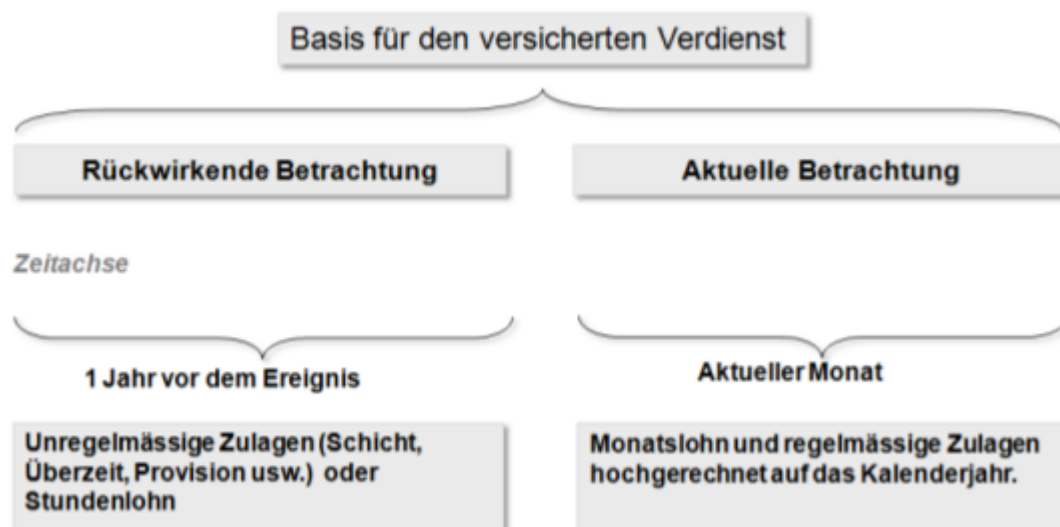 Basis für den versicherten Verdienst
Rückwirkende Betrachtung
Aktuelle Betrachtung
Zeitachse
1 Jahr vor dem Ereignis
Aktueller Monat
Unregelmässige Zulagen (Schicht,
Überzeit, Provision usw.) oder
Stundenlohn
Monatslohn und regelmässige Zulagen
hochgerechnet auf das Kalenderjahr.